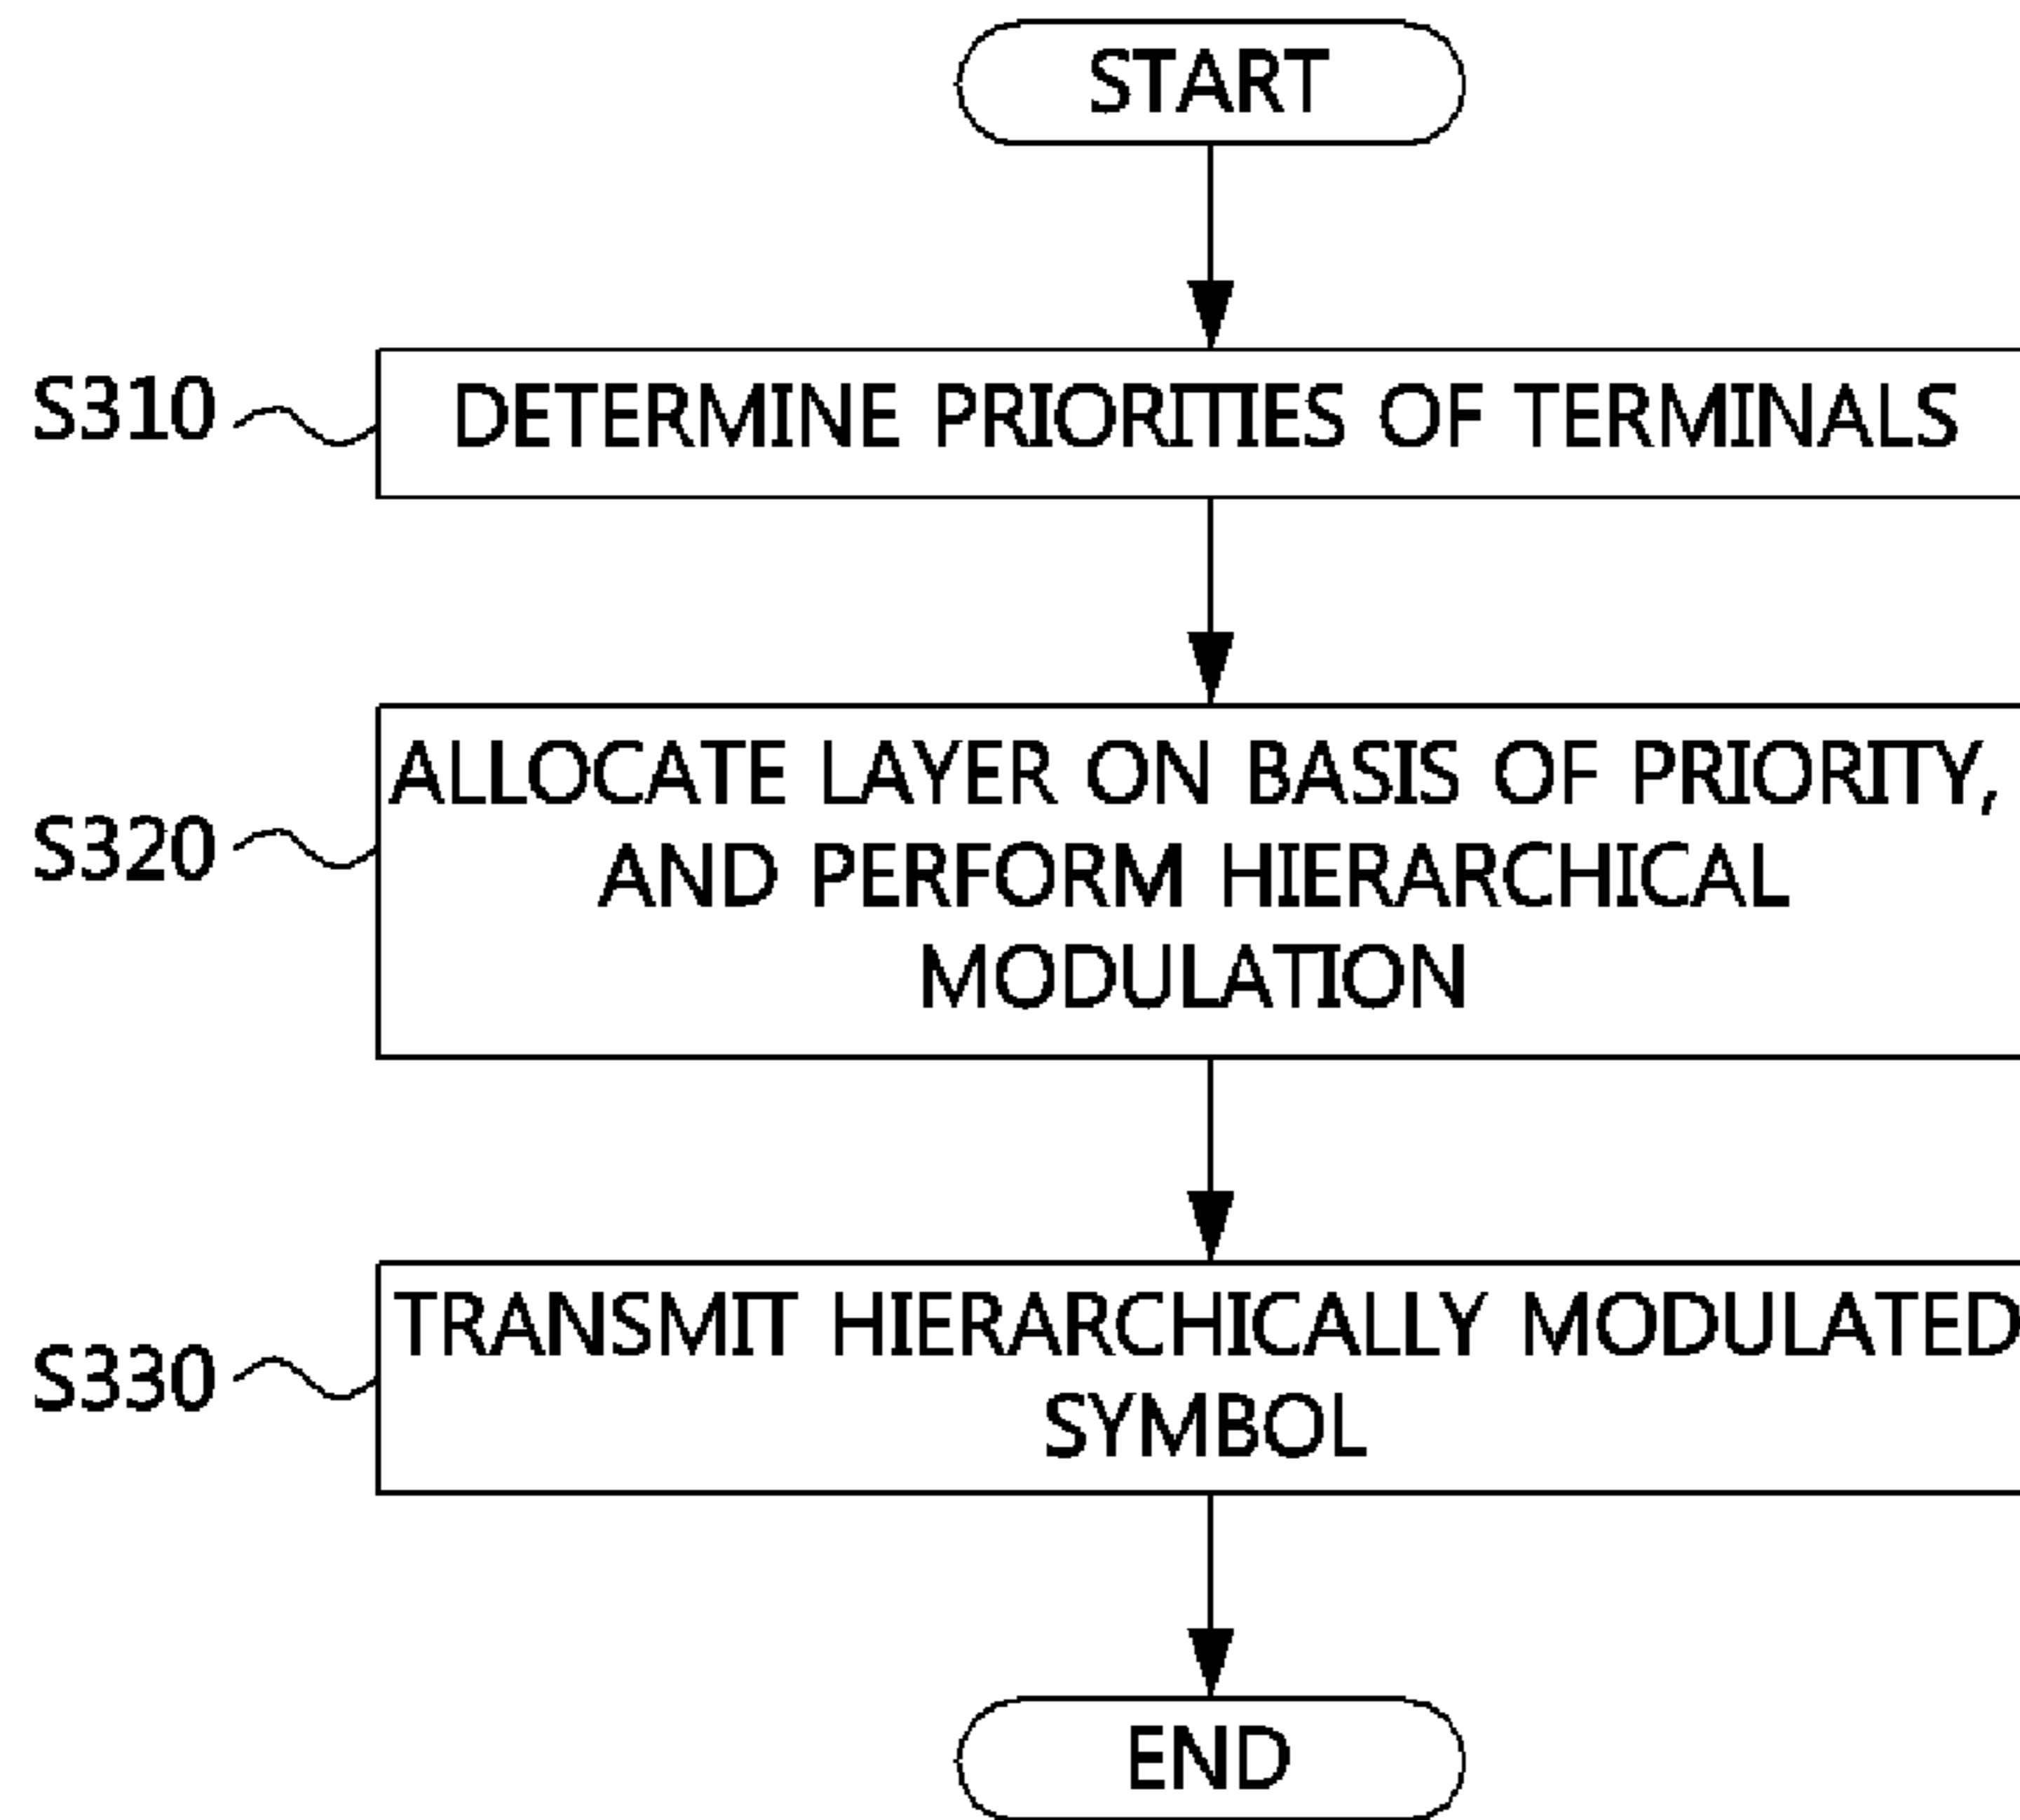 START
S310
DETERMINE PRIORITIES OF TERMINALS
S320
ALLOCATE LAYER ON BASIS OF PRIORITY,
AND PERFORM HIERARCHICAL
MODULATION
S330
TRANSMIT HIERARCHICALLY MODULATED
SYMBOL
END